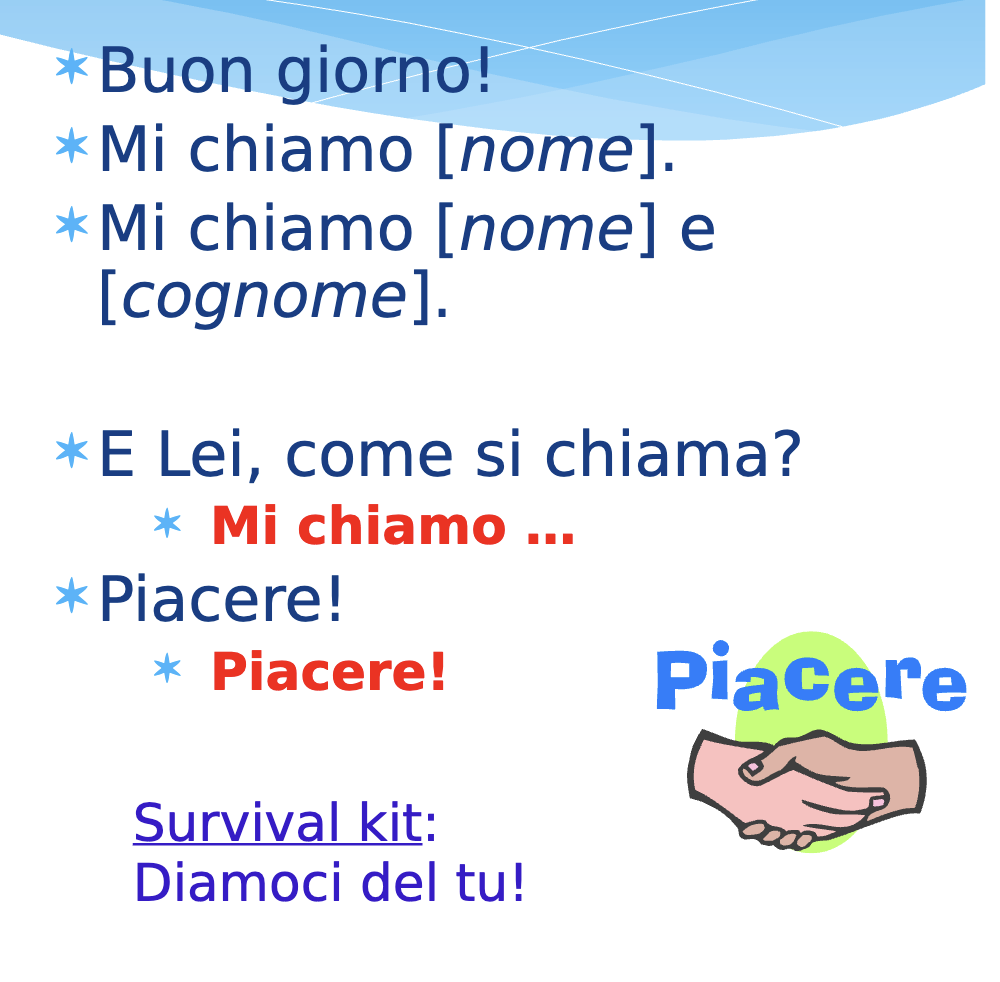 Buon giorno!
Mi chiamo [nome].
Mi chiamo [nome] e
[cognome].
E Lei, come si chiama?
Mi chiamo …
Piacere!
Piacere!
Piacere
Survival kit:
Diamoci del tu!